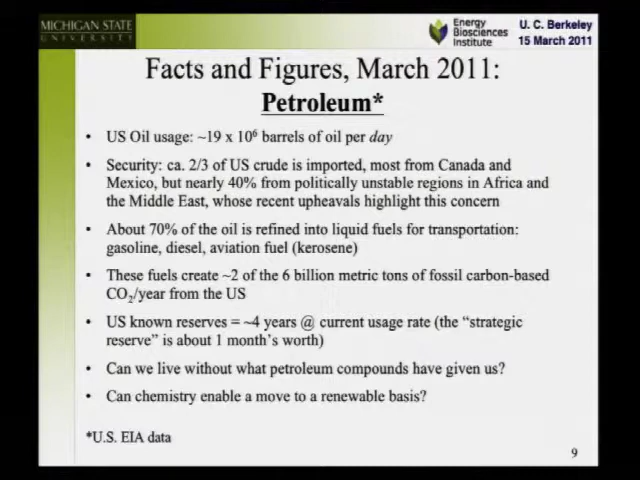 MICHIGAN STATE
UNIVERSITY
Energy
Biosciences
Institute
U. C. Berkeley
15 March 2011
Facts and Figures, March 2011:
Petroleum*
• US Oil usage: ~19 x 10⁶ barrels of oil per day
• Security: ca. 2/3 of US crude is imported, most from Canada and
Mexico, but nearly 40% from politically unstable regions in Africa and
the Middle East, whose recent upheavals highlight this concern
• About 70% of the oil is refined into liquid fuels for transportation:
gasoline, diesel, aviation fuel (kerosene)
• These fuels create ~2 of the 6 billion metric tons of fossil carbon-based
CO₂/year from the US
• US known reserves = ~4 years @ current usage rate (the “strategic
reserve” is about 1 month’s worth)
• Can we live without what petroleum compounds have given us?
• Can chemistry enable a move to a renewable basis?
*U.S. EIA data
9